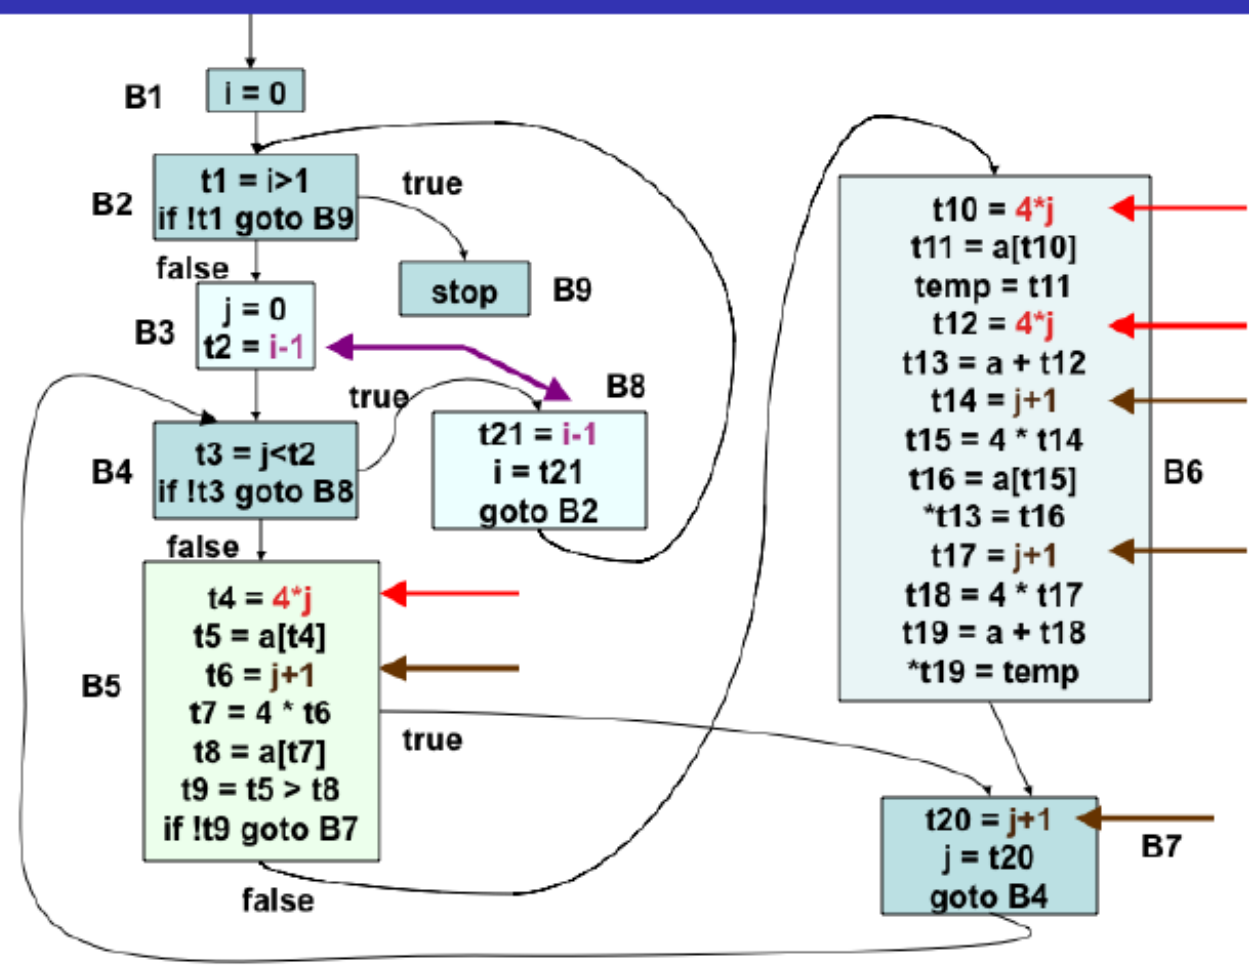 B1
i = 0
B2
t1 = i>1
if !t1 goto B9
true
false
stop
B9
B3
j = 0
t2 = i-1
B4
t3 = j<t2
if !t3 goto B8
true
false
B8
t21 = i-1
i = t21
goto B2
B5
t4 = 4*j
t5 = a[t4]
t6 = j+1
t7 = 4 * t6
t8 = a[t7]
t9 = t5 > t8
if !t9 goto B7
true
false
t10 = 4*j
t11 = a[t10]
temp = t11
t12 = 4*j
t13 = a + t12
t14 = j+1
t15 = 4 * t14
t16 = a[t15]
*t13 = t16
t17 = j+1
t18 = 4 * t17
t19 = a + t18
*t19 = temp
B6
t20 = j+1
j = t20
goto B4
B7